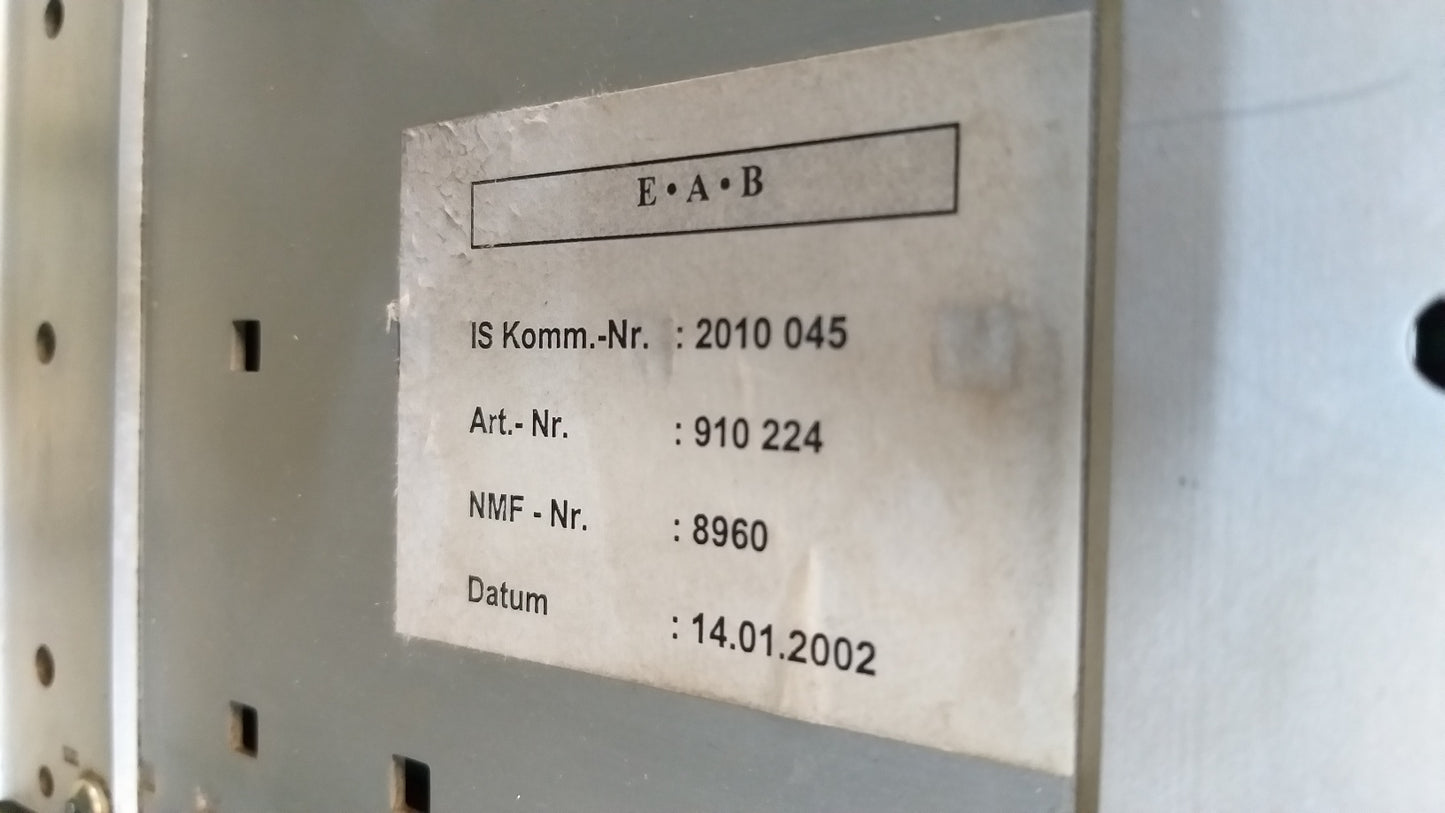 E•A•B
IS Komm.-Nr. : 2010 045
Art.- Nr. : 910 224
NMF - Nr. : 8960
Datum : 14.01.2002